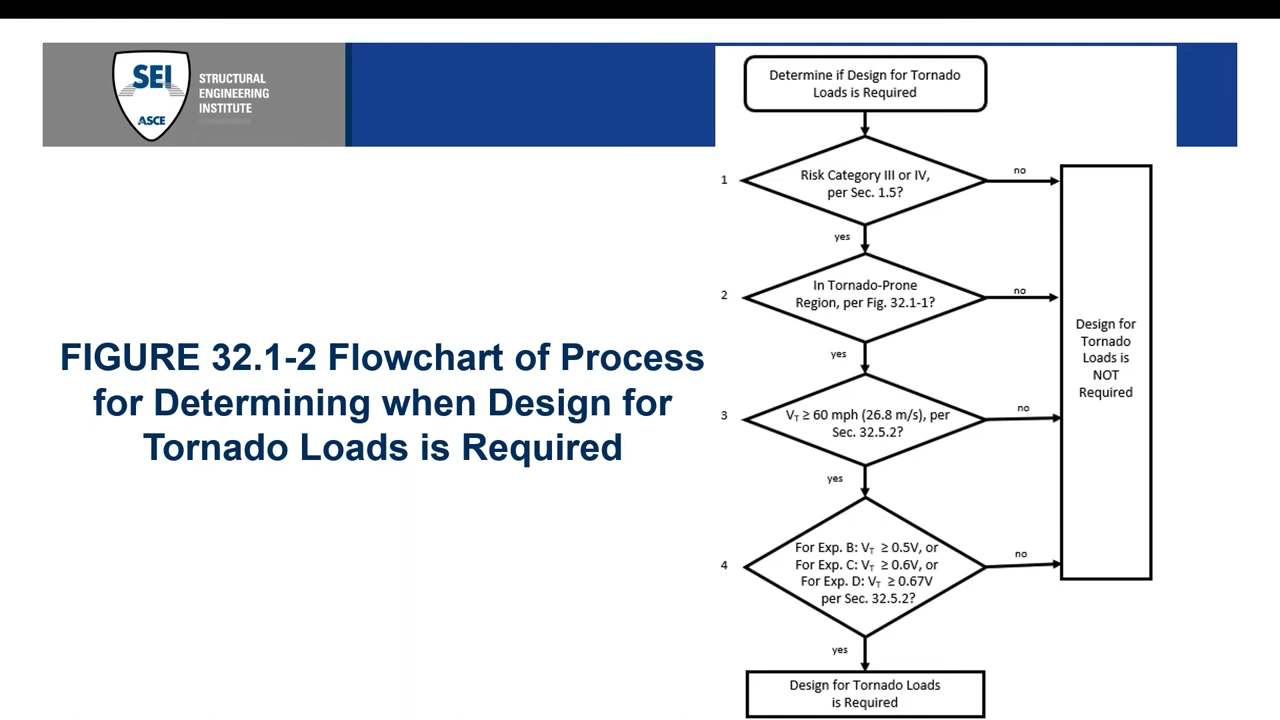 SEI
ASCE
STRUCTURAL
ENGINEERING
INSTITUTE
FIGURE 32.1-2 Flowchart of Process
for Determining when Design for
Tornado Loads is Required
Determine if Design for Tornado
Loads is Required
1
Risk Category III or IV,
per Sec. 1.5?
no
yes
2
In Tornado-Prone
Region, per Fig. 32.1-1?
no
yes
3
V_T ≥ 60 mph (26.8 m/s), per
Sec. 32.5.2?
no
yes
4
For Exp. B: V_T ≥ 0.5V, or
For Exp. C: V_T ≥ 0.6V, or
For Exp. D: V_T ≥ 0.67V
per Sec. 32.5.2?
no
yes
Design for Tornado Loads
is Required
Design for
Tornado
Loads is
NOT
Required